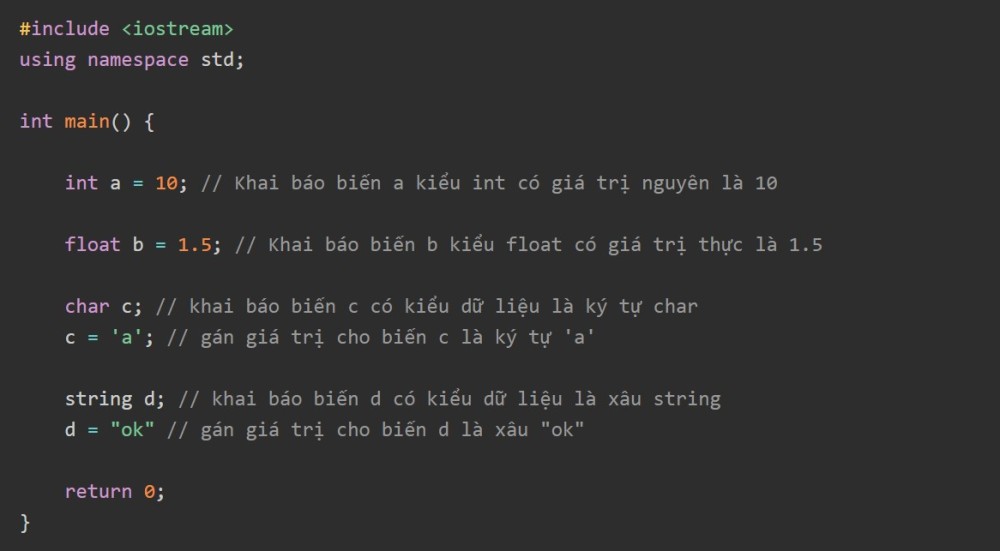 #include <iostream>
using namespace std;
int main() {
int a = 10; // Khai báo biến a kiểu int có giá trị nguyên là 10
float b = 1.5; // Khai báo biến b kiểu float có giá trị thực là 1.5
char c; // khai báo biến c có kiểu dữ liệu là ký tự char
c = 'a'; // gán giá trị cho biến c là ký tự 'a'
string d; // khai báo biến d có kiểu dữ liệu là xâu string
d = "ok" // gán giá trị cho biến d là xâu "ok"
return 0;
}